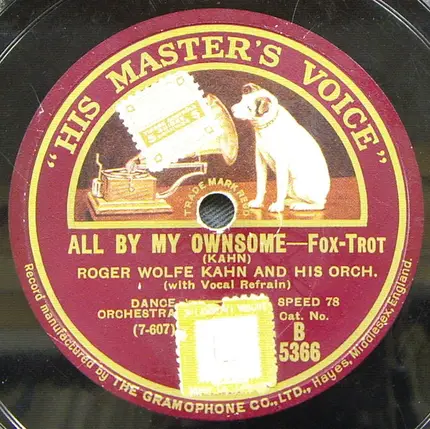 "HIS MASTER'S VOICE"
TRADE MARK REGD
ALL BY MY OWNSOME—FOX-TROT
(KAHN)
ROGER WOLFE KAHN AND HIS ORCH.
(with Vocal Refrain)
DANCE
ORCHESTRA
(7-607)
SPEED 78
Cat. No.
B
5366
Record manufactured by THE GRAMOPHONE CO., LTD., Hayes, Middlesex, England.